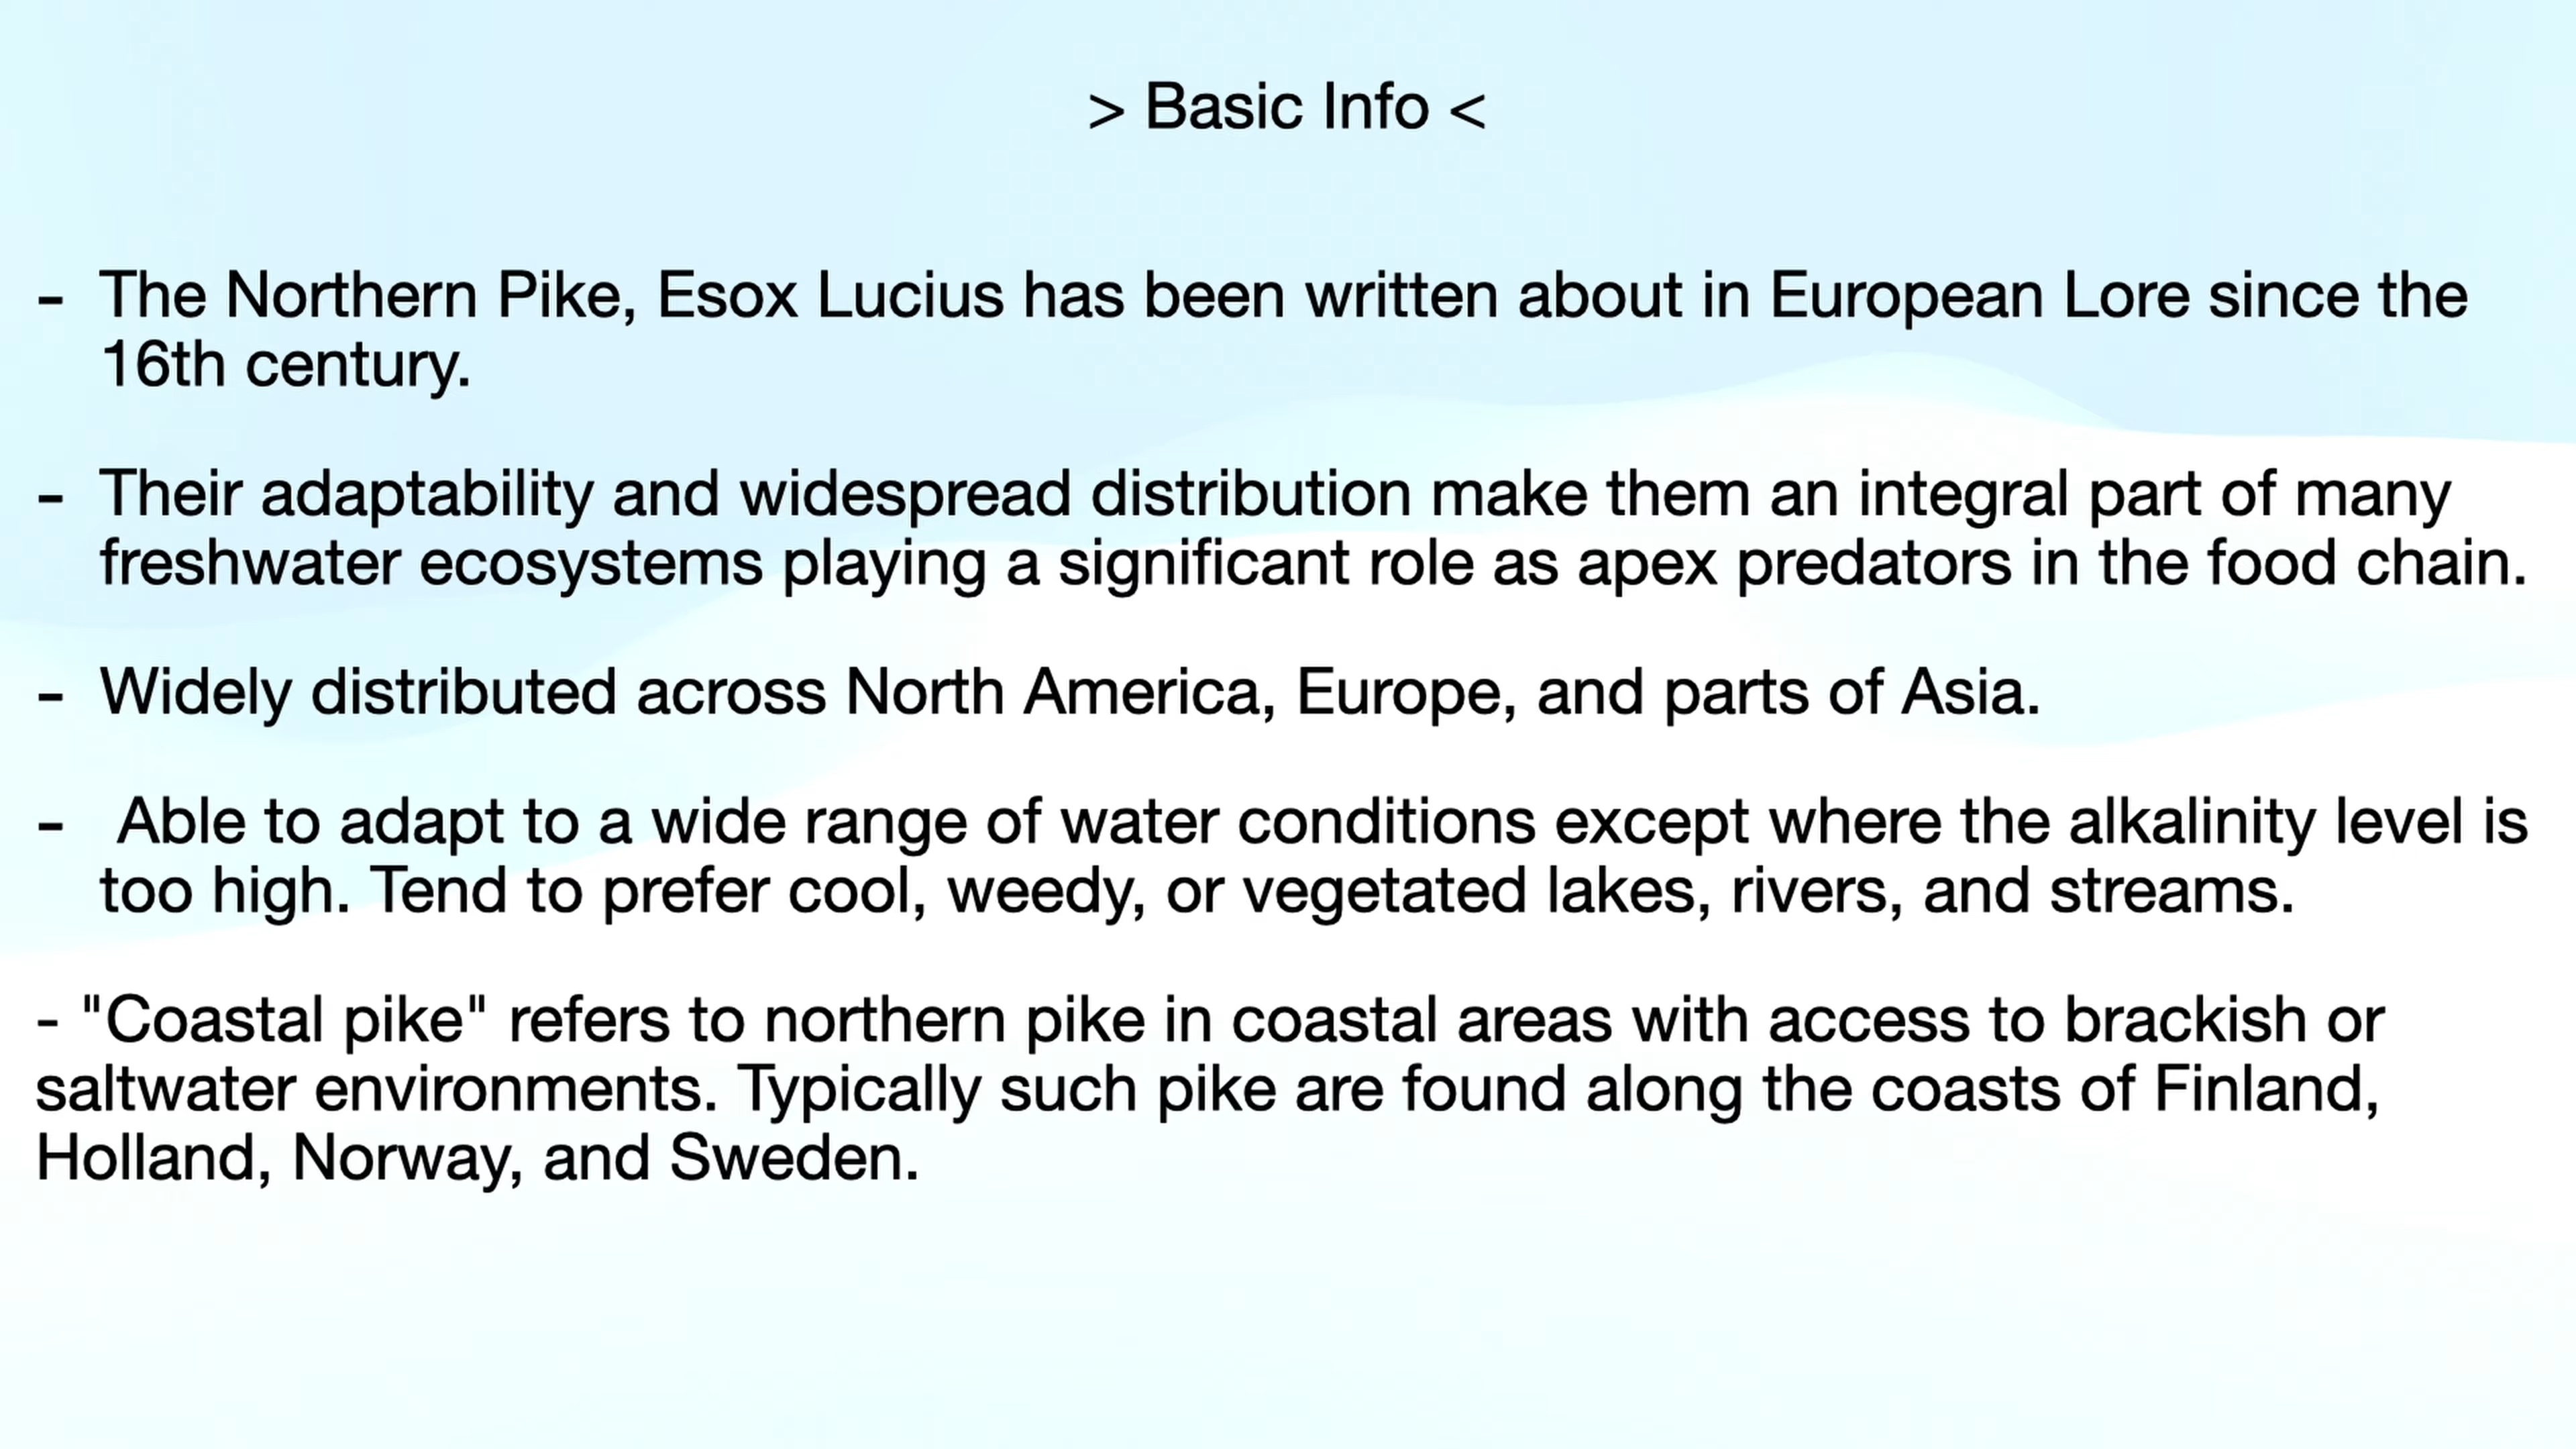 > Basic Info <
- The Northern Pike, Esox Lucius has been written about in European Lore since the
16th century.
- Their adaptability and widespread distribution make them an integral part of many
freshwater ecosystems playing a significant role as apex predators in the food chain.
- Widely distributed across North America, Europe, and parts of Asia.
- Able to adapt to a wide range of water conditions except where the alkalinity level is
too high. Tend to prefer cool, weedy, or vegetated lakes, rivers, and streams.
- "Coastal pike" refers to northern pike in coastal areas with access to brackish or
saltwater environments. Typically such pike are found along the coasts of Finland,
Holland, Norway, and Sweden.